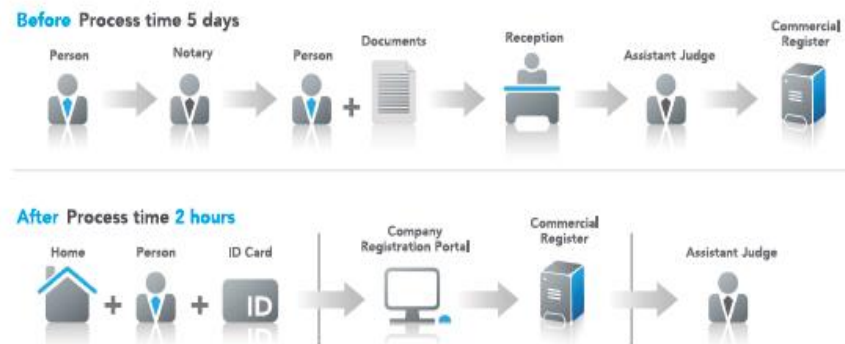 Before Process time 5 days
Person
Notary
Person
Documents
Reception
Assistant Judge
Commercial
Register
After Process time 2 hours
Home
Person
ID Card
Company
Registration Portal
Commercial
Register
Assistant Judge
+
+
+
ID